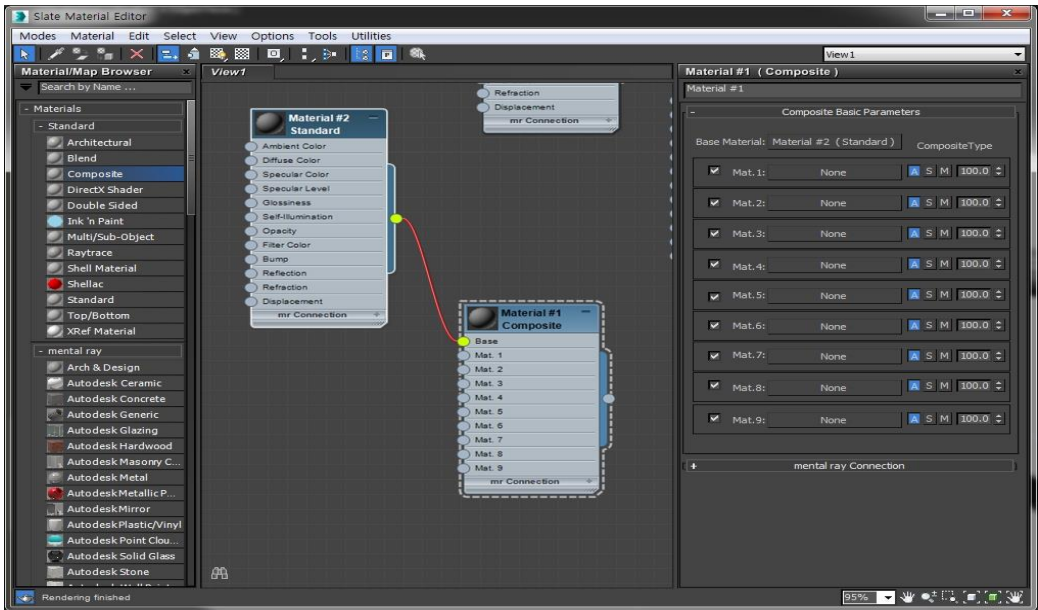 Slate Material Editor
Modes Material Edit Select View Options Tools Utilities
View1
Material/Map Browser ×
Search by Name ...
- Materials
- Standard
Architectural
Blend
Composite
DirectX Shader
Double Sided
Ink 'n Paint
Multi/Sub-Object
Raytrace
Shell Material
Shellac
Standard
Top/Bottom
XRef Material
- mental ray
Arch & Design
Autodesk Ceramic
Autodesk Concrete
Autodesk Generic
Autodesk Glazing
Autodesk Hardwood
Autodesk Masonry C...
Autodesk Metal
Autodesk Metallic P...
Autodesk Mirror
Autodesk Plastic/Vinyl
Autodesk Point Clou...
Autodesk Solid Glass
Autodesk Stone
View1
Refraction
Displacement
mr Connection +
Material #2
Standard
Ambient Color
Diffuse Color
Specular Color
Specular Level
Glossiness
Self-Illumination
Opacity
Filter Color
Bump
Reflection
Refraction
Displacement
mr Connection +
Material #1
Composite
Base
Mat. 1
Mat. 2
Mat. 3
Mat. 4
Mat. 5
Mat. 6
Mat. 7
Mat. 8
Mat. 9
mr Connection +
Material #1 ( Composite ) ×
Material #1
- Composite Basic Parameters
Base Material: Material #2 ( Standard ) CompositeType
Mat.1: None A S M 100.0
Mat.2: None A S M 100.0
Mat.3: None A S M 100.0
Mat.4: None A S M 100.0
Mat.5: None A S M 100.0
Mat.6: None A S M 100.0
Mat.7: None A S M 100.0
Mat.8: None A S M 100.0
Mat.9: None A S M 100.0
+ mental ray Connection
Rendering finished
95%